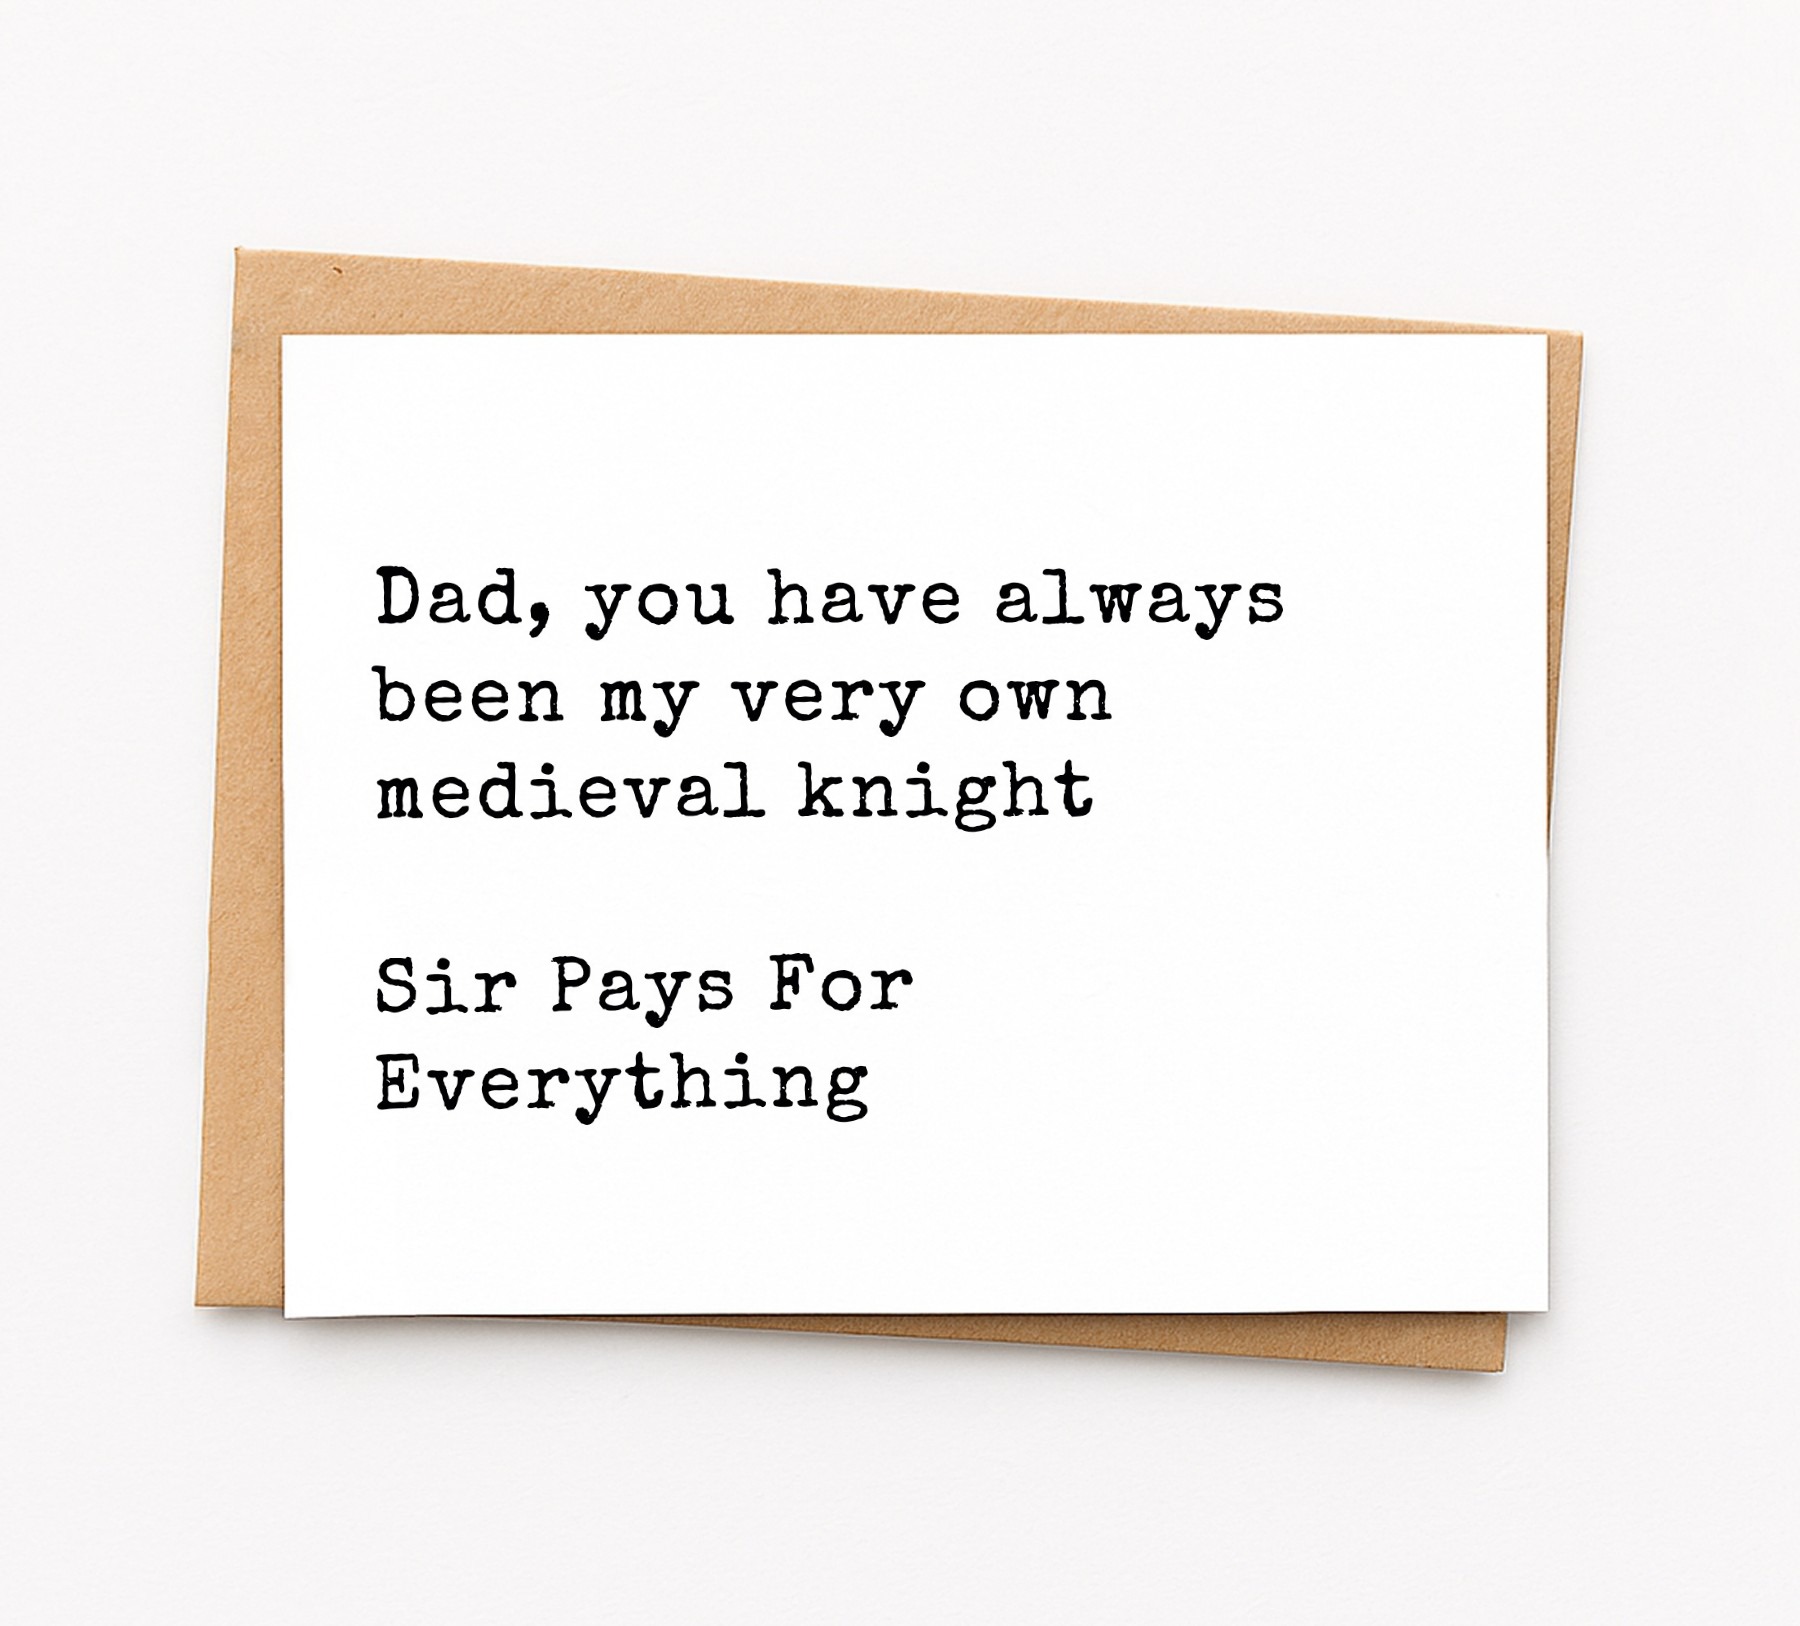 Dad, you have always
been my very own
medieval knight
Sir Pays For
Everything